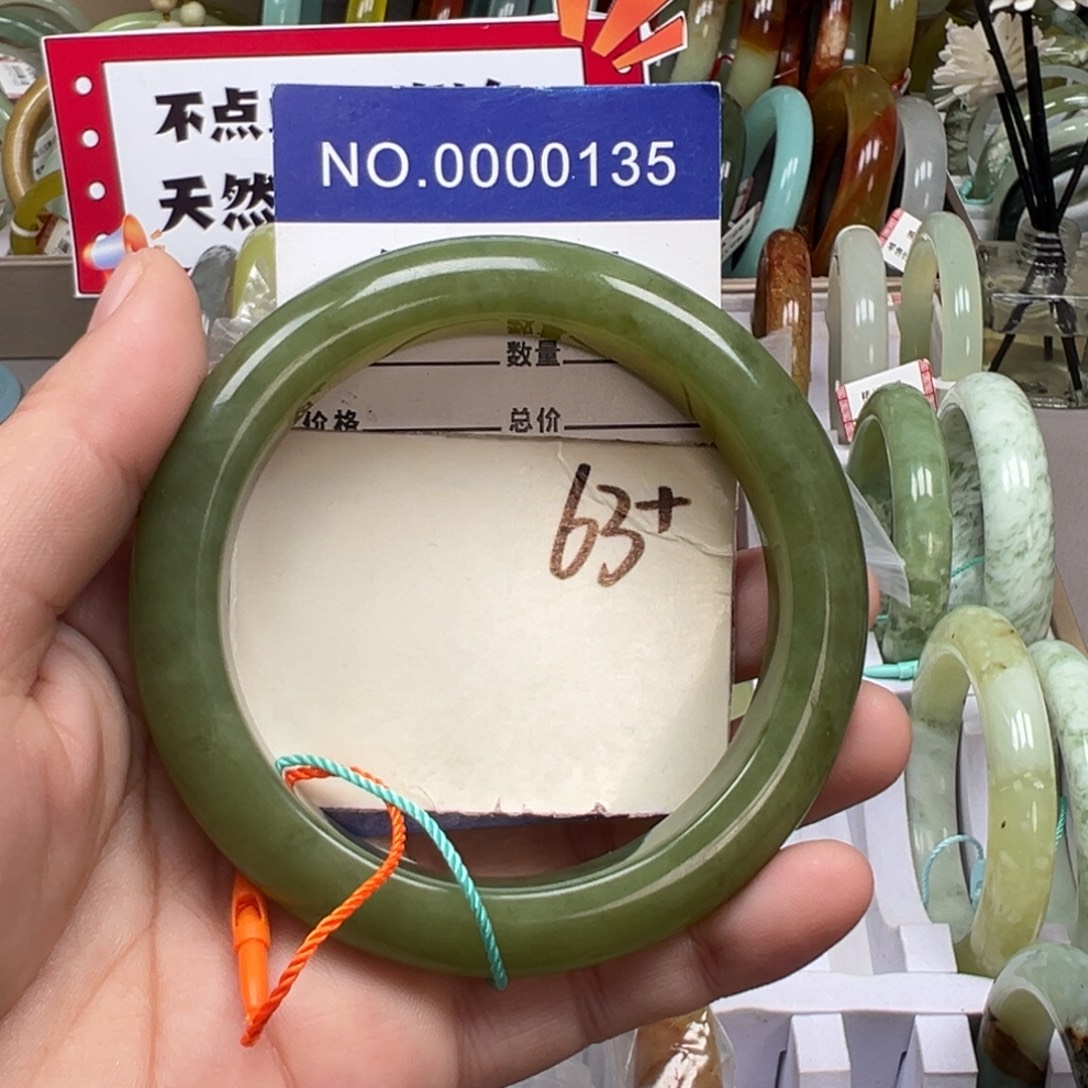 不点
天然
NO.0000135
数量
价格
总价
63+